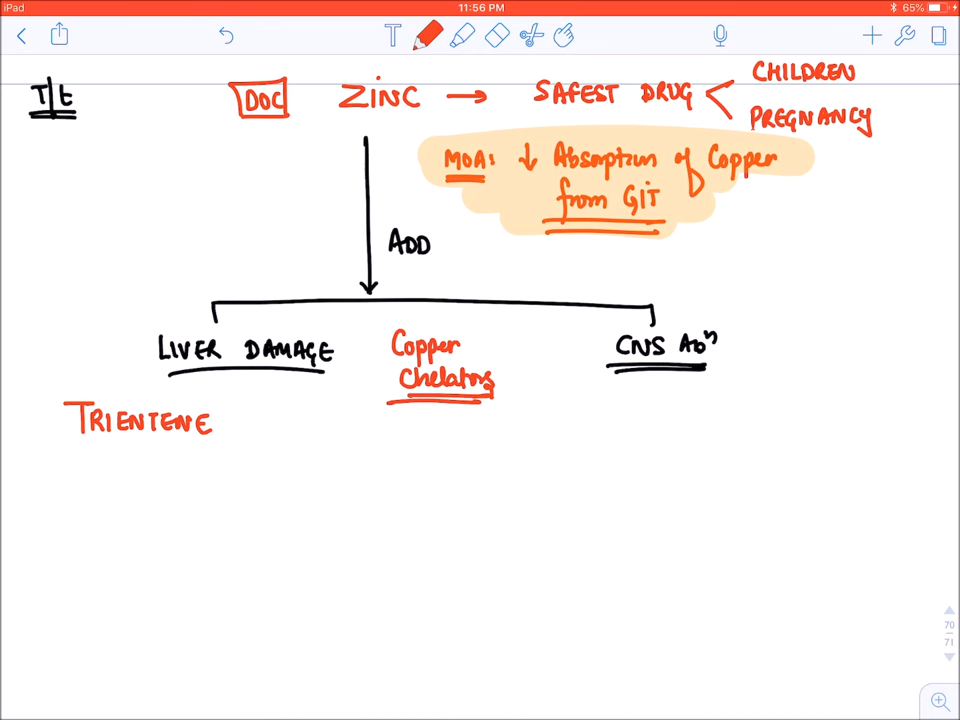 iPad 11:56 PM 65%
T
T|t DOC ZINC → SAFEST DRUG CHILDREN
PREGNANCY
MOA: ↓ Absorption of Copper
from GIT
ADD
LIVER DAMAGE Copper CNS Abⁿ
Chelators
TRIENTENE
70
71